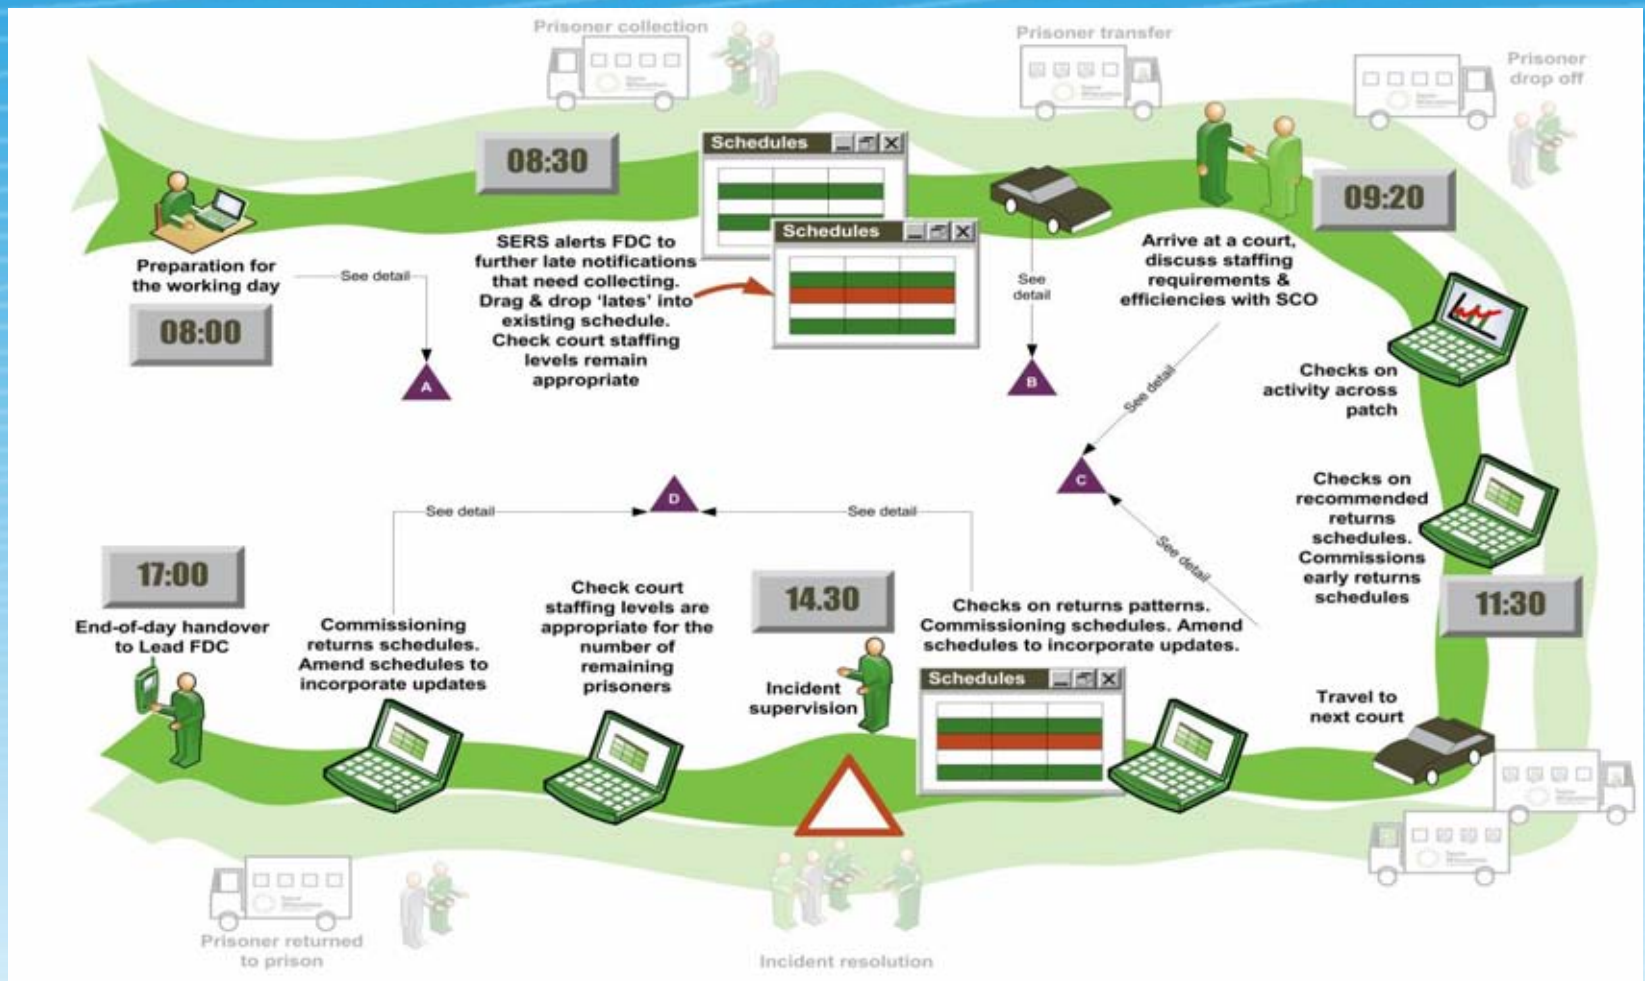 Prisoner collection
Prisoner transfer
Prisoner
drop off
08:30
Schedules
Schedules
09:20
Preparation for
the working day
08:00
See detail
A
SERS alerts FDC to
further late notifications
that need collecting.
Drag & drop ‘lates’ into
existing schedule.
Check court staffing
levels remain
appropriate
See
detail
B
Arrive at a court,
discuss staffing
requirements &
efficiencies with SCO
See detail
C
Checks on
activity across
patch
Checks on
recommended
returns
schedules.
Commissions
early returns
schedules
11:30
See detail
Travel to
next court
Checks on returns patterns.
Commissioning schedules. Amend
schedules to incorporate updates.
Schedules
See detail
D
See detail
14.30
Incident
supervision
Check court
staffing levels are
appropriate for the
number of
remaining
prisoners
Commissioning
returns schedules.
Amend schedules to
incorporate updates
17:00
End-of-day handover
to Lead FDC
Prisoner returned
to prison
Incident resolution